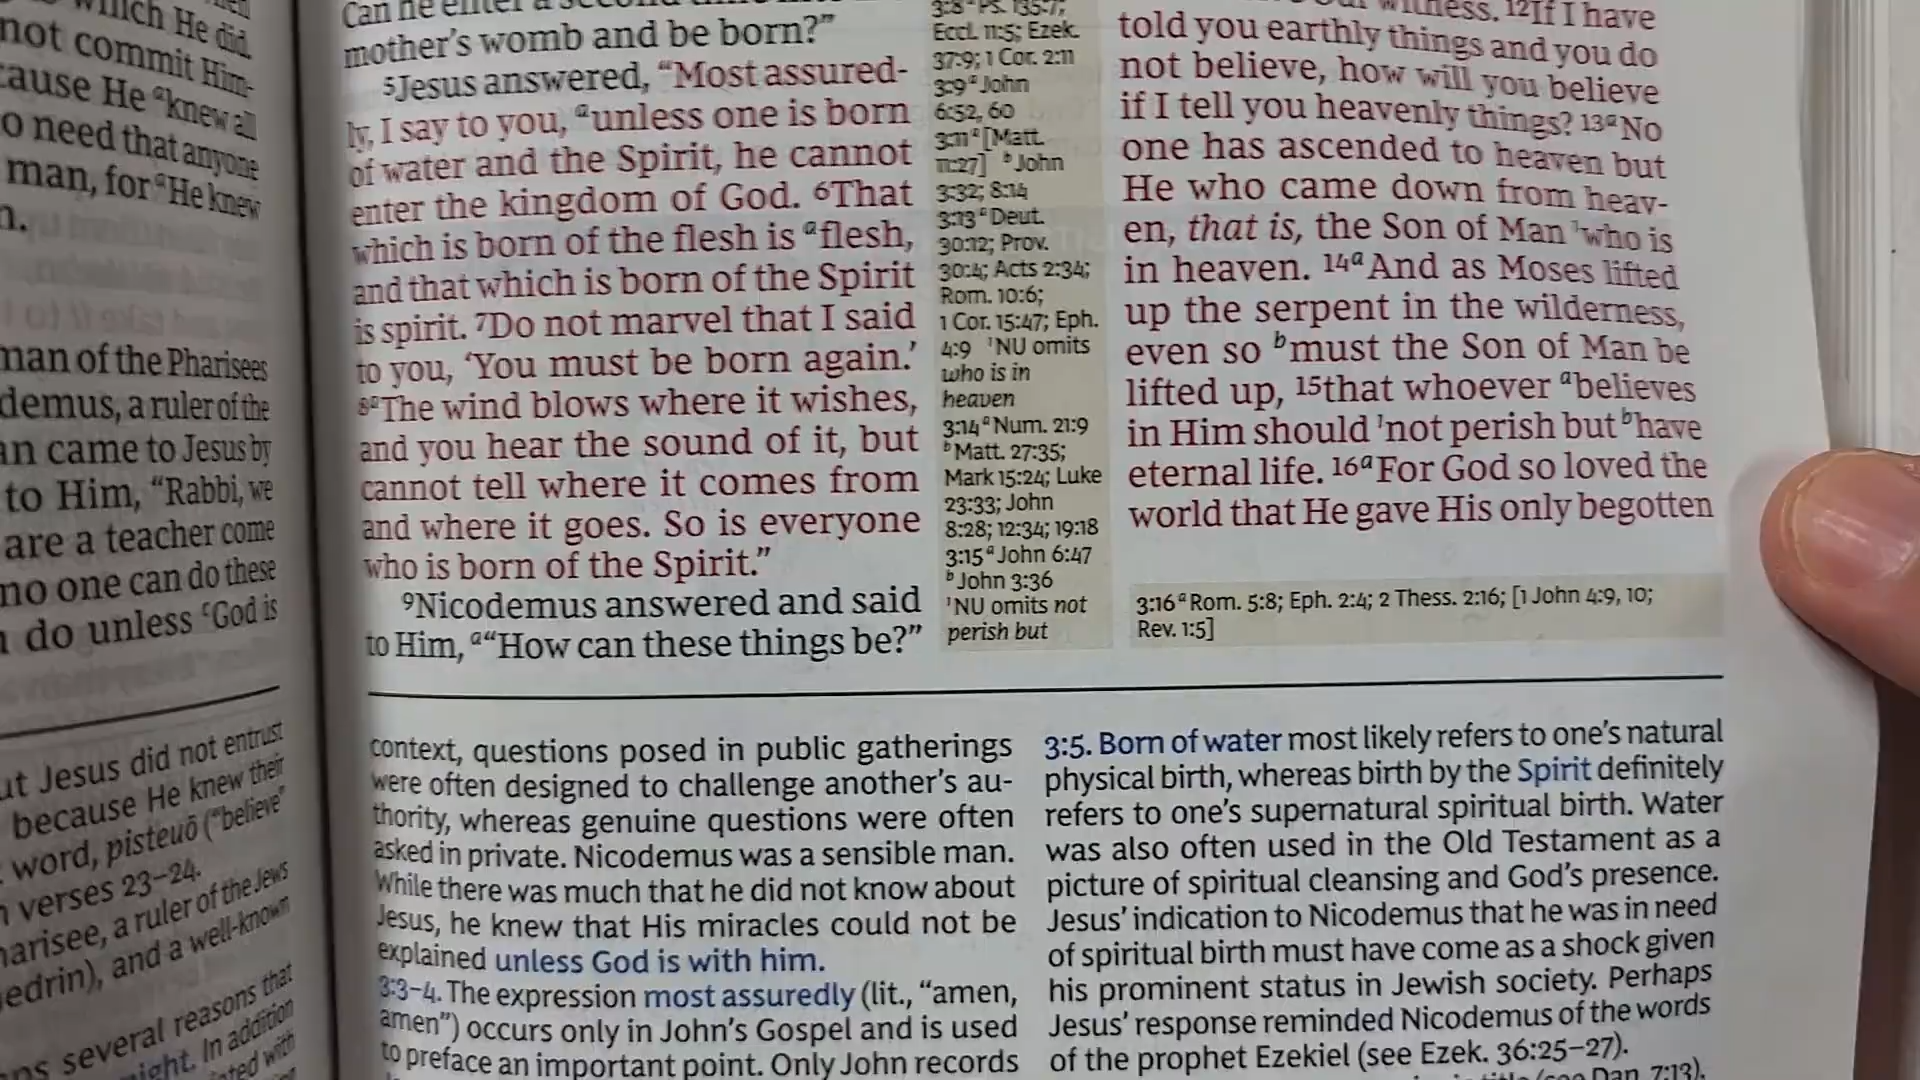 which He did.
not commit Him-
cause He ᵃknew all
o need that anyone
man, for ᵃHe knew
n.
man of the Pharisees
demus, a ruler of the
an came to Jesus by
to Him, “Rabbi, we
are a teacher come
no one can do these
do unless ᶜGod is
ut Jesus did not entrust
because He knew their
word, pisteuō (“believe”
verses 23–24.
harisee, a ruler of the Jews
edrin), and a well-known
several reasons that
night. In addition
Can he enter a second time
mother’s womb and be born?”
⁵Jesus answered, “Most assured-
ly, I say to you, ᵃunless one is born
of water and the Spirit, he cannot
enter the kingdom of God. ⁶That
which is born of the flesh is ᵃflesh,
and that which is born of the Spirit
is spirit. ⁷Do not marvel that I said
to you, ‘You must be born again.’
⁸ᵃThe wind blows where it wishes,
and you hear the sound of it, but
cannot tell where it comes from
and where it goes. So is everyone
who is born of the Spirit.”
⁹Nicodemus answered and said
to Him, ᵃ“How can these things be?”
3:8 ᵃPs. 135:7;
Eccl. 11:5; Ezek.
37:9; 1 Cor. 2:11
3:9 ᵃJohn
6:52, 60
3:11 ᵃ[Matt.
11:27] ᵇJohn
3:32; 8:14
3:13 ᵃDeut.
30:12; Prov.
30:4; Acts 2:34;
Rom. 10:6;
1 Cor. 15:47; Eph.
4:9 ¹NU omits
who is in
heaven
3:14 ᵃNum. 21:9
ᵇMatt. 27:35;
Mark 15:24; Luke
23:33; John
8:28; 12:34; 19:18
3:15 ᵃJohn 6:47
ᵇJohn 3:36
¹NU omits not
perish but
witness. ¹²If I have
told you earthly things and you do
not believe, how will you believe
if I tell you heavenly things? ¹³ᵃNo
one has ascended to heaven but
He who came down from heav-
en, that is, the Son of Man ¹who is
in heaven. ¹⁴ᵃAnd as Moses lifted
up the serpent in the wilderness,
even so ᵇmust the Son of Man be
lifted up, ¹⁵that whoever ᵃbelieves
in Him should ¹not perish but ᵇhave
eternal life. ¹⁶ᵃFor God so loved the
world that He gave His only begotten
3:16 ᵃRom. 5:8; Eph. 2:4; 2 Thess. 2:16; [1 John 4:9, 10;
Rev. 1:5]
context, questions posed in public gatherings
were often designed to challenge another’s au-
thority, whereas genuine questions were often
asked in private. Nicodemus was a sensible man.
While there was much that he did not know about
Jesus, he knew that His miracles could not be
explained unless God is with him.
3:3–4. The expression most assuredly (lit., “amen,
amen”) occurs only in John’s Gospel and is used
to preface an important point. Only John records
3:5. Born of water most likely refers to one’s natural
physical birth, whereas birth by the Spirit definitely
refers to one’s supernatural spiritual birth. Water
was also often used in the Old Testament as a
picture of spiritual cleansing and God’s presence.
Jesus’ indication to Nicodemus that he was in need
of spiritual birth must have come as a shock given
his prominent status in Jewish society. Perhaps
Jesus’ response reminded Nicodemus of the words
of the prophet Ezekiel (see Ezek. 36:25–27).
title (see Dan. 7:13).